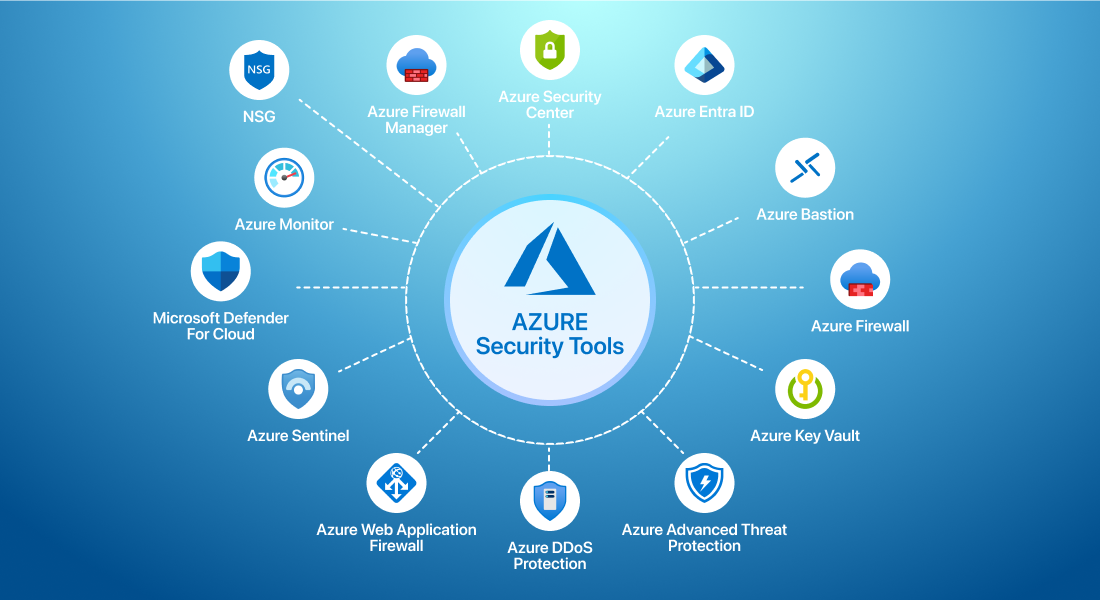 NSG
NSG
Azure Firewall
Manager
Azure Security
Center
Azure Entra ID
Azure Monitor
Azure Bastion
Microsoft Defender
For Cloud
AZURE
Security Tools
Azure Firewall
Azure Sentinel
Azure Key Vault
Azure Web Application
Firewall
Azure DDoS
Protection
Azure Advanced Threat
Protection